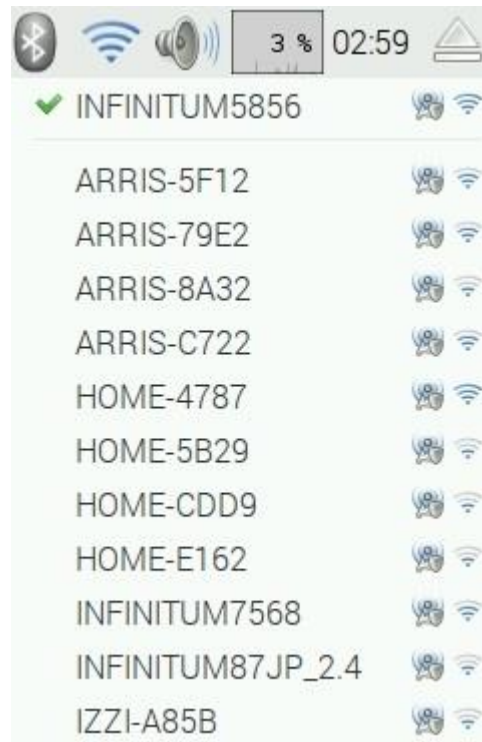 3 % 02:59
INFINITUM5856
ARRIS-5F12
ARRIS-79E2
ARRIS-8A32
ARRIS-C722
HOME-4787
HOME-5B29
HOME-CDD9
HOME-E162
INFINITUM7568
INFINITUM87JP_2.4
IZZI-A85B